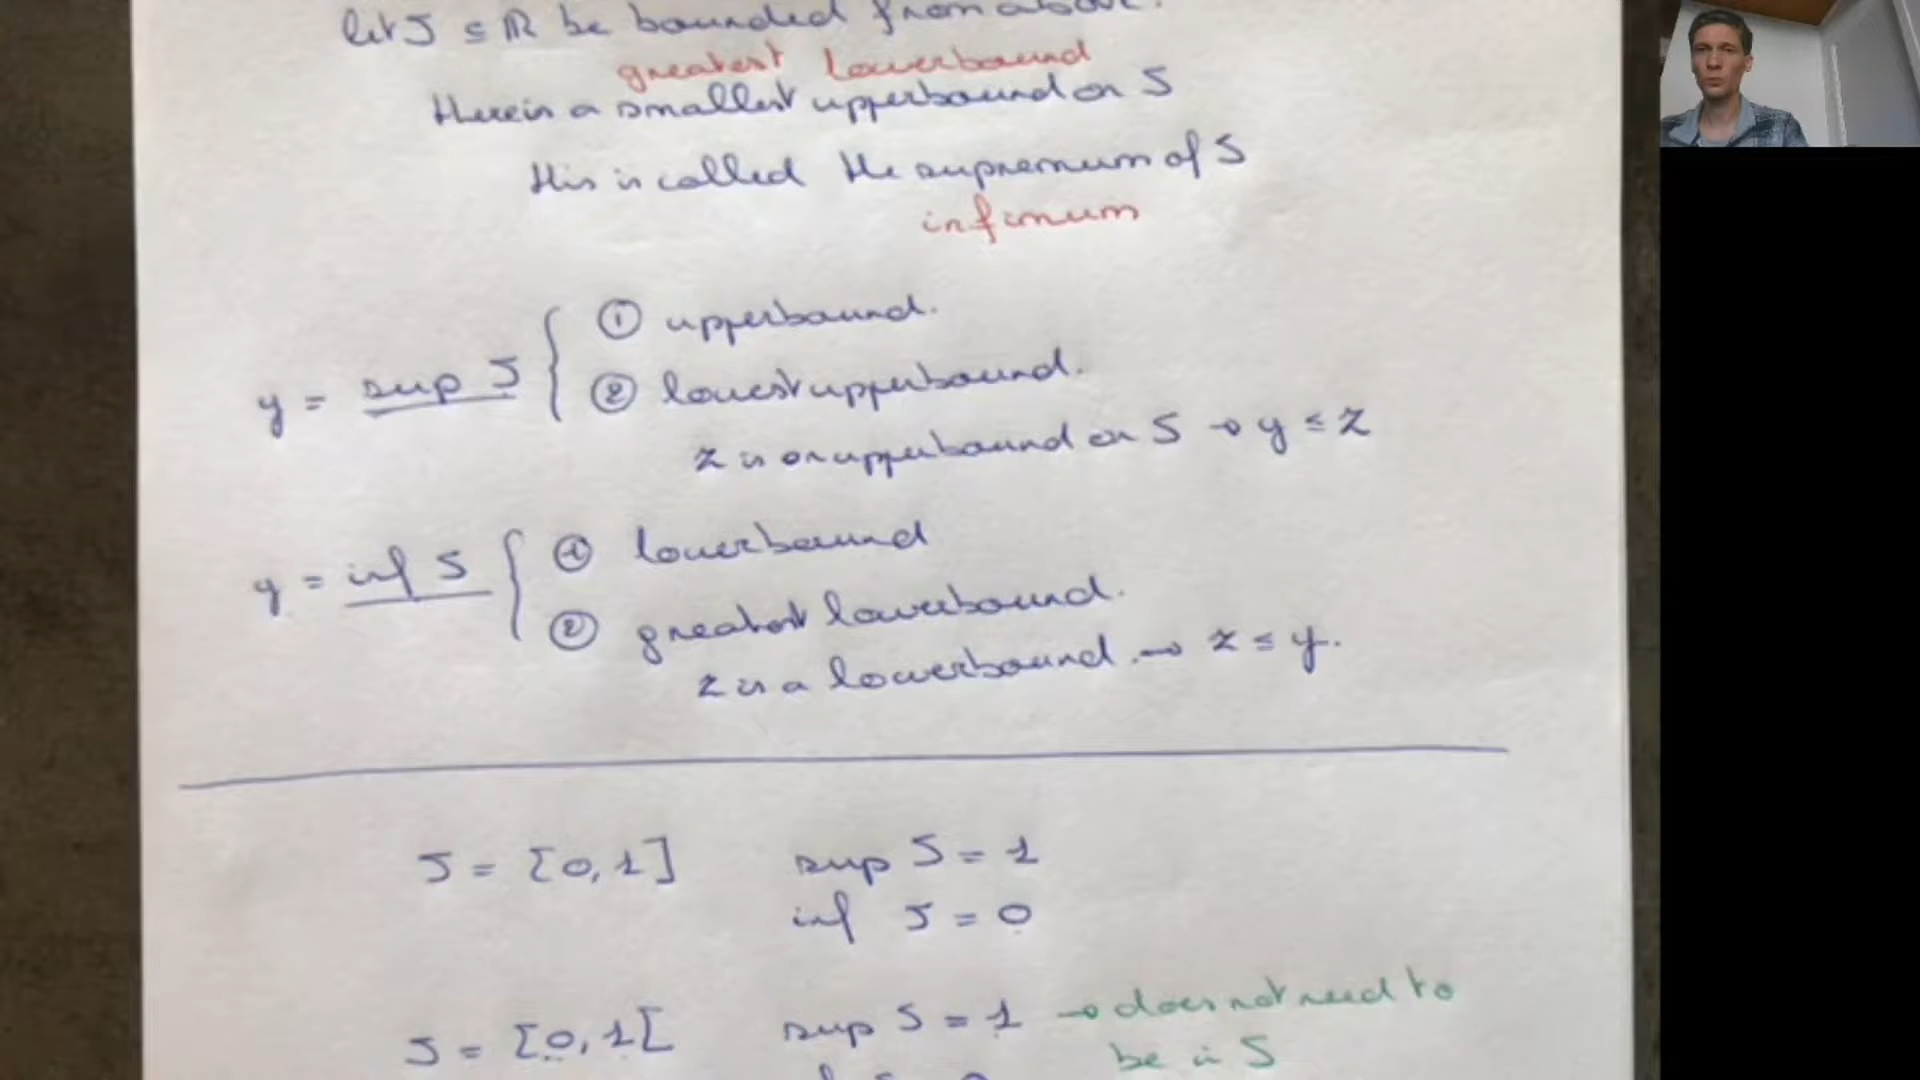 let S ⊆ ℝ be bounded from above.
greatest lowerbound
There is a smallest upperbound on S
this is called the supremum of S
infimum
y = sup S { ① upperbound.
② lowest upperbound.
z is an upperbound on S → y ≤ z
y = inf S { ① lowerbound
② greatest lowerbound.
z is a lowerbound. → z ≤ y.
S = [0,1] sup S = 1
inf S = 0
S = [0,1[ sup S = 1 → does not need to
be in S